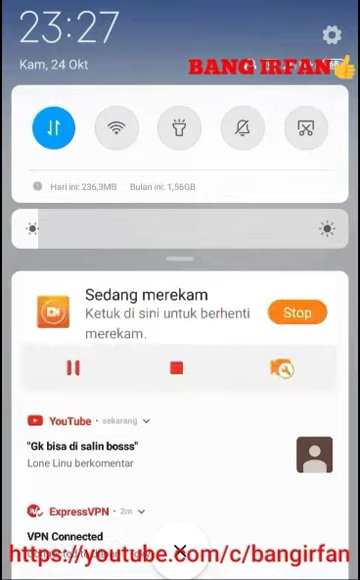 23:27
Kam, 24 Okt
BANG IRFAN👍
Hari ini: 236,3MB Bulan ini: 1,56GB
Sedang merekam
Ketuk di sini untuk berhenti
merekam.
Stop
YouTube • sekarang
"Gk bisa di salin bosss"
Lone Linu berkomentar
ExpressVPN • 2m
VPN Connected
https://youtube.com/c/bangirfan